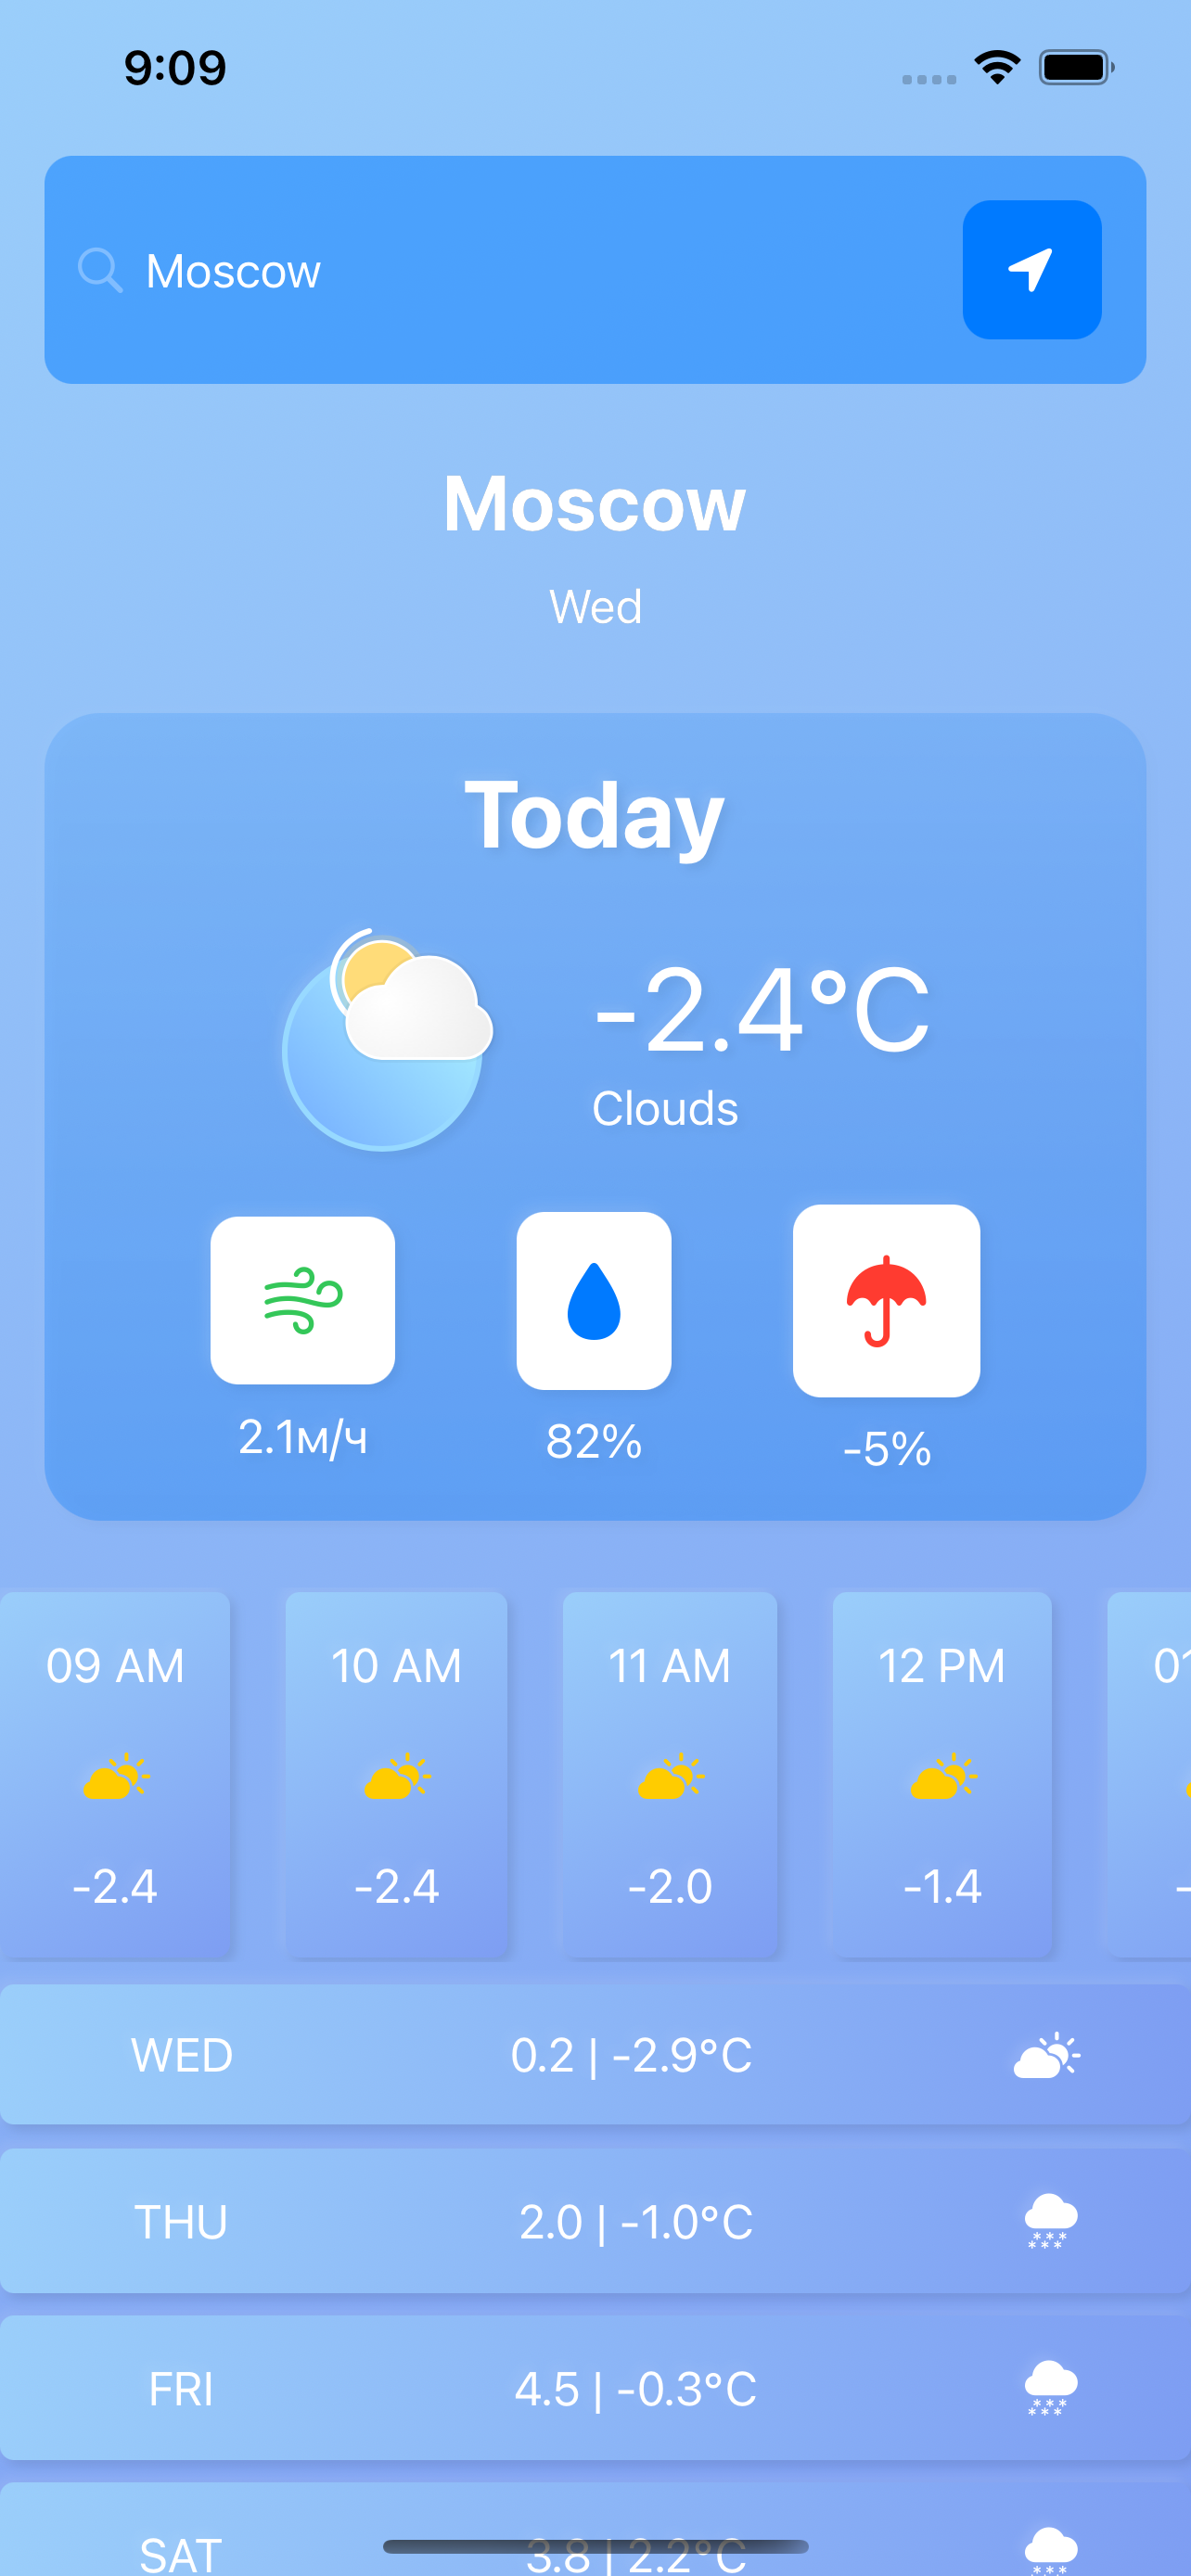 9:09
Moscow
Moscow
Wed
Today
-2.4°C
Clouds
2.1м/ч
82%
-5%
09 AM
10 AM
11 AM
12 PM
-2.4
-2.4
-2.0
-1.4
WED
0.2 | -2.9°C
THU
2.0 | -1.0°C
FRI
4.5 | -0.3°C
SAT
3.8 | 2.2°C